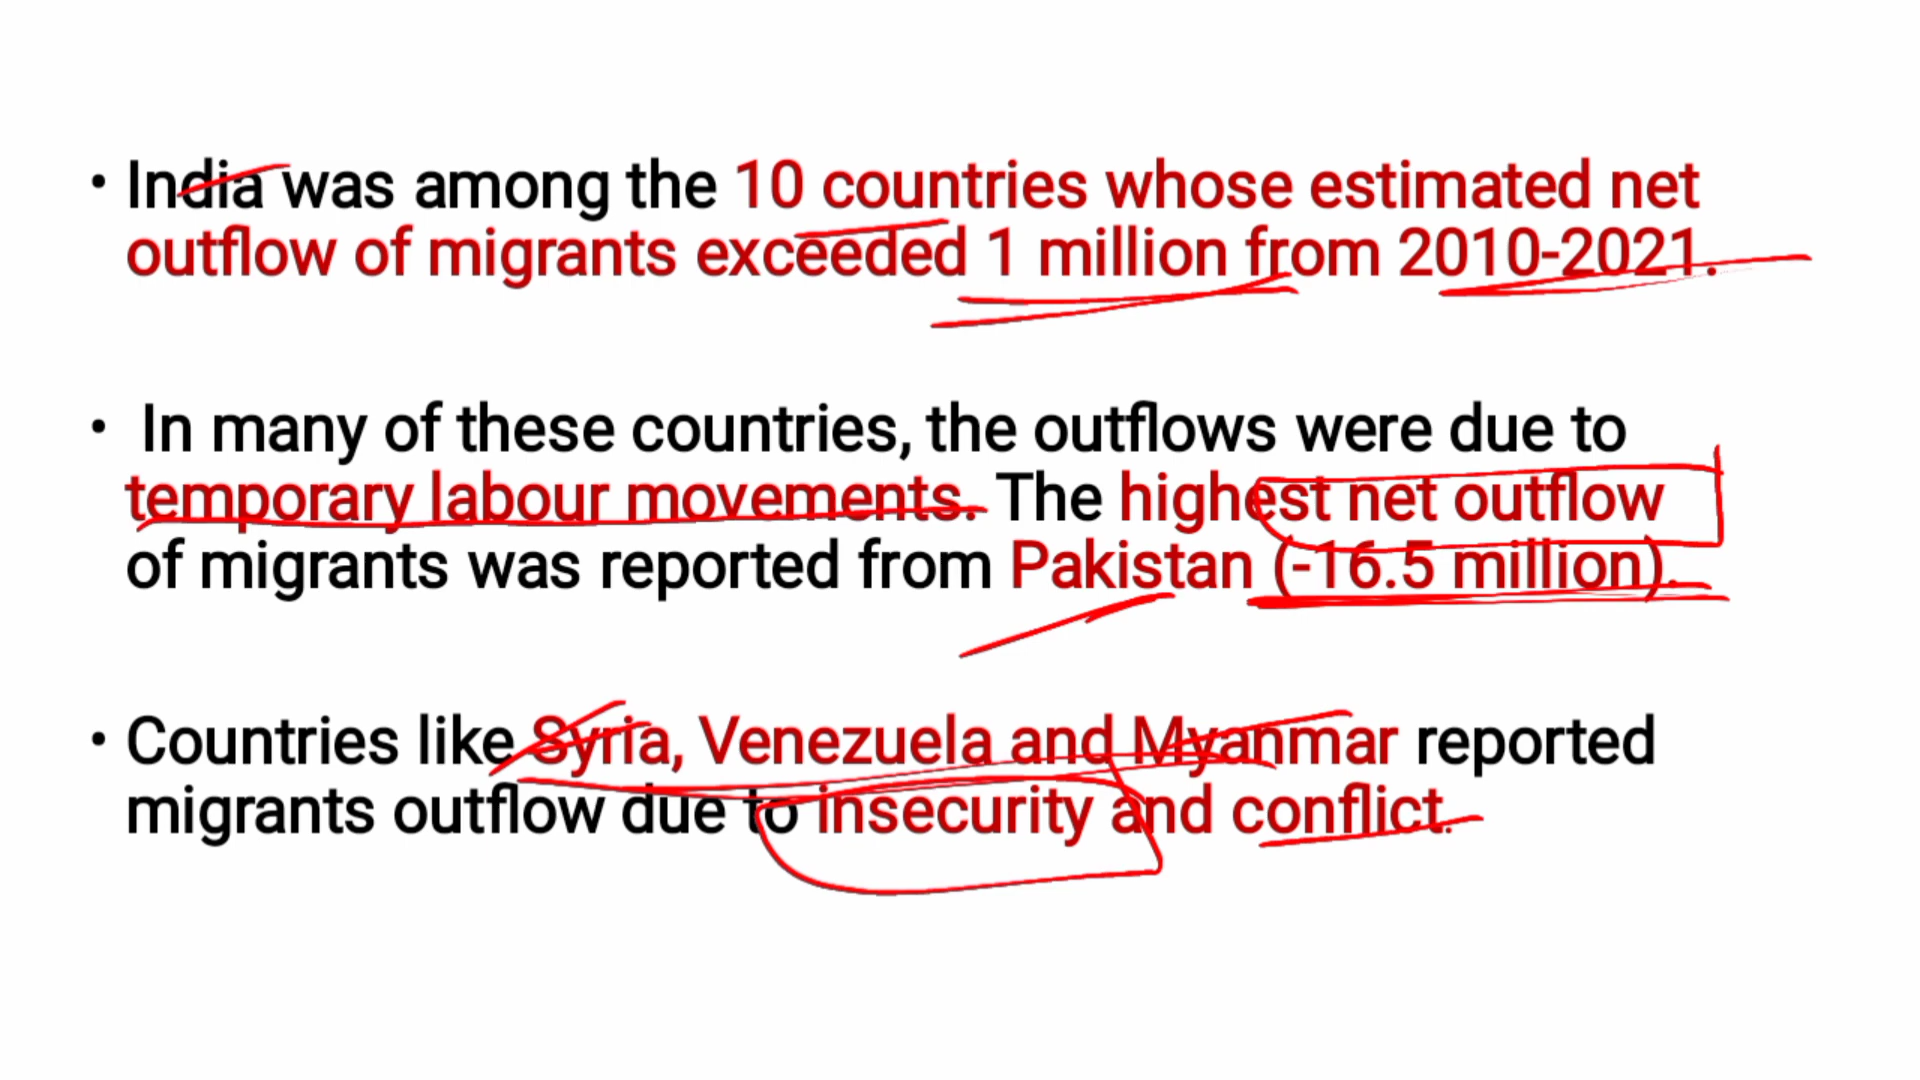 • India was among the 10 countries whose estimated net
outflow of migrants exceeded 1 million from 2010-2021.
• In many of these countries, the outflows were due to
temporary labour movements. The highest net outflow
of migrants was reported from Pakistan (-16.5 million).
• Countries like Syria, Venezuela and Myanmar reported
migrants outflow due to insecurity and conflict.